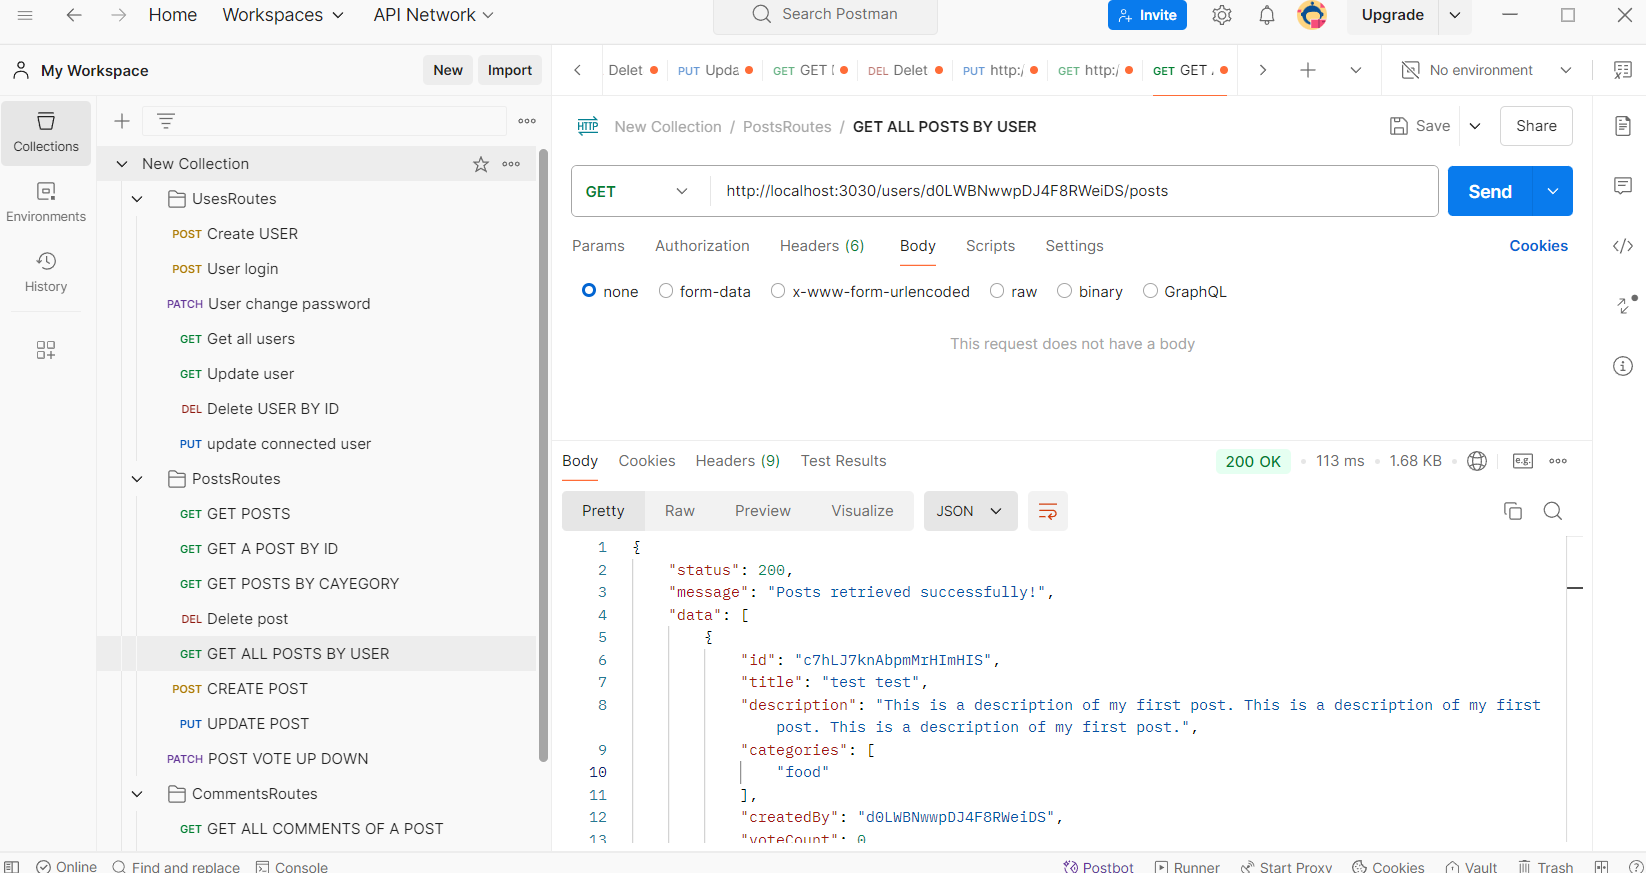 Home Workspaces API Network Search Postman Invite Upgrade
My Workspace New Import
Delet PUT Upda GET GET DEL Delet PUT http:/ GET http:/ GET GET No environment
Collections
Environments
History
New Collection
UsesRoutes
POST Create USER
POST User login
PATCH User change password
GET Get all users
GET Update user
DEL Delete USER BY ID
PUT update connected user
PostsRoutes
GET GET POSTS
GET GET A POST BY ID
GET GET POSTS BY CAYEGORY
DEL Delete post
GET GET ALL POSTS BY USER
POST CREATE POST
PUT UPDATE POST
PATCH POST VOTE UP DOWN
CommentsRoutes
GET GET ALL COMMENTS OF A POST
HTTP New Collection / PostsRoutes / GET ALL POSTS BY USER Save Share
GET http://localhost:3030/users/d0LWBNwwpDJ4F8RWeiDS/posts Send
Params Authorization Headers (6) Body Scripts Settings Cookies
none form-data x-www-form-urlencoded raw binary GraphQL
This request does not have a body
Body Cookies Headers (9) Test Results 200 OK 113 ms 1.68 KB e.g.
Pretty Raw Preview Visualize JSON
1 {
2 "status": 200,
3 "message": "Posts retrieved successfully!",
4 "data": [
5 {
6 "id": "c7hLJ7knAbpmMrHImHIS",
7 "title": "test test",
8 "description": "This is a description of my first post. This is a description of my first
post. This is a description of my first post.",
9 "categories": [
10 "food"
11 ],
12 "createdBy": "d0LWBNwwpDJ4F8RWeiDS",
13 "voteCount": 0
Online Find and replace Console Postbot Runner Start Proxy Cookies Vault Trash